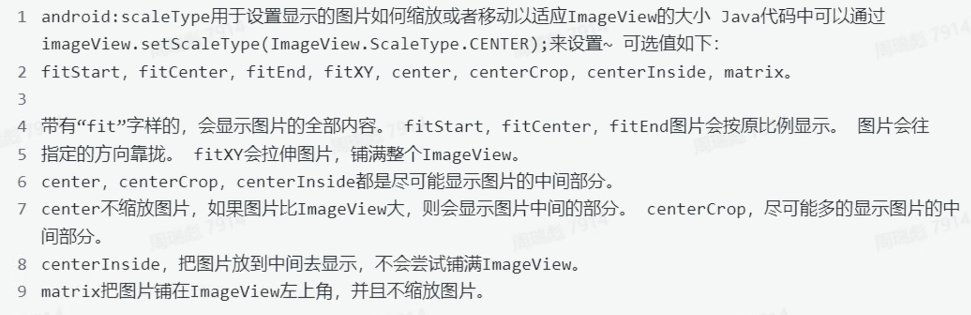 1 android:scaleType用于设置显示的图片如何缩放或者移动以适应ImageView的大小 Java代码中可以通过
imageView.setScaleType(ImageView.ScaleType.CENTER);来设置~ 可选值如下：
2 fitStart, fitCenter, fitEnd, fitXY, center, centerCrop, centerInside, matrix。
3
4 带有“fit”字样的，会显示图片的全部内容。 fitStart, fitCenter, fitEnd图片会按原比例显示。 图片会往
5 指定的方向靠拢。 fitXY会拉伸图片，铺满整个ImageView。
6 center, centerCrop, centerInside都是尽可能显示图片的中间部分。
7 center不缩放图片，如果图片比ImageView大，则会显示图片中间的部分。 centerCrop，尽可能多的显示图片的中
间部分。
8 centerInside，把图片放到中间去显示，不会尝试铺满ImageView。
9 matrix把图片铺在ImageView左上角，并且不缩放图片。